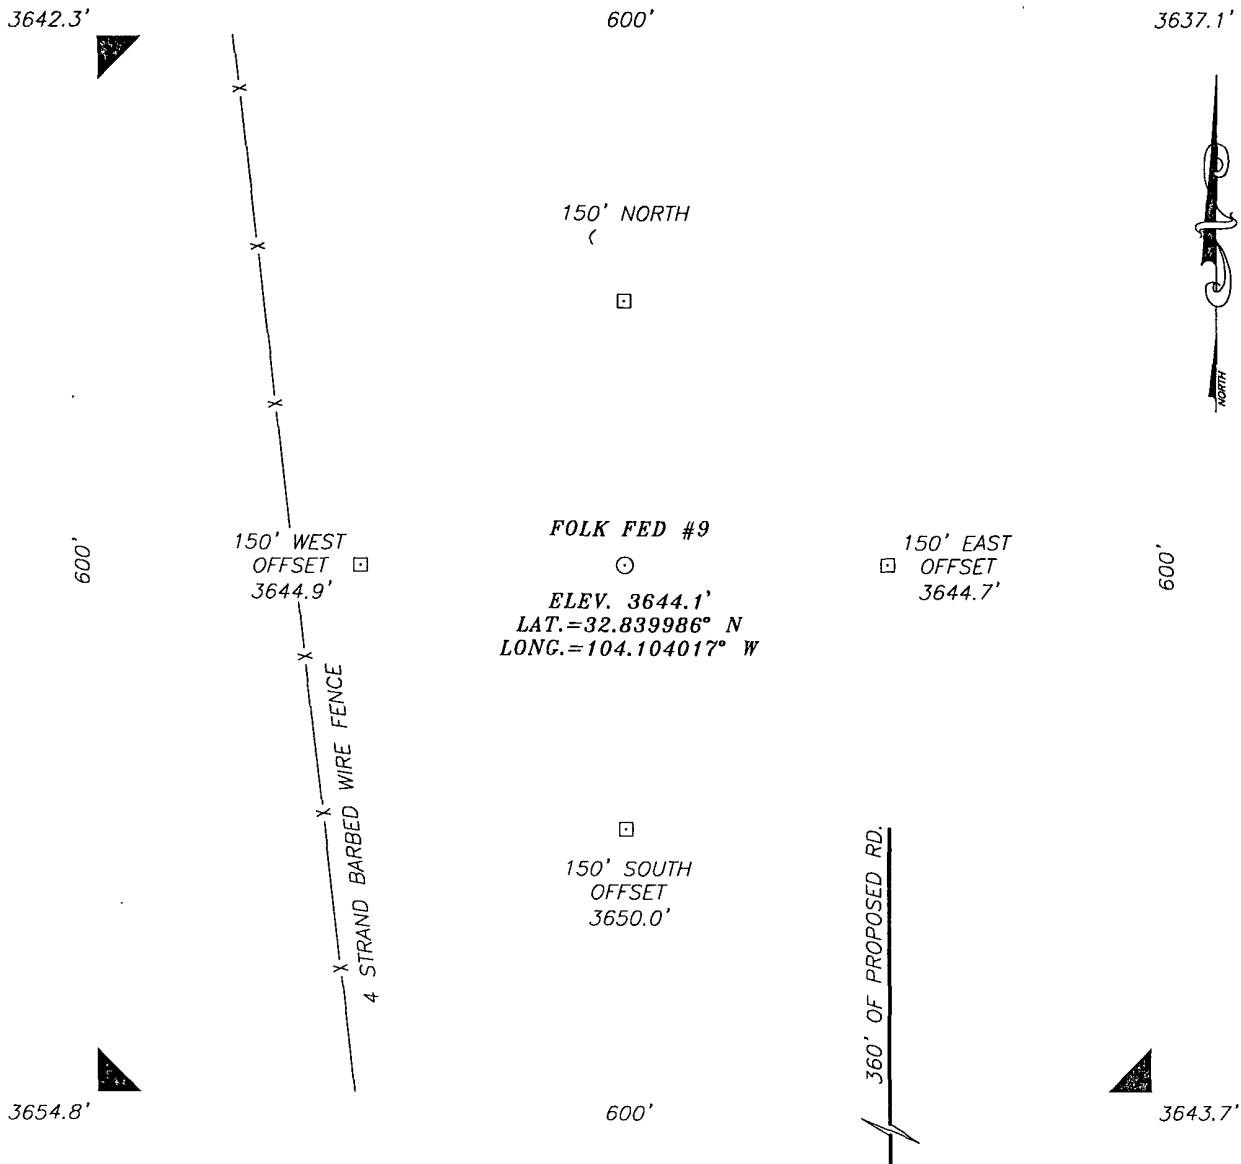 3642.3'
600'
3637.1'
150' NORTH
NORTH
FOLK FED #9
150' WEST
OFFSET
3644.9'
150' EAST
OFFSET
3644.7'
600'
600'
ELEV. 3644.1'
LAT.=32.839986° N
LONG.=104.104017° W
4 STRAND BARBED WIRE FENCE
150' SOUTH
OFFSET
3650.0'
360' OF PROPOSED RD.
3654.8'
600'
3643.7'